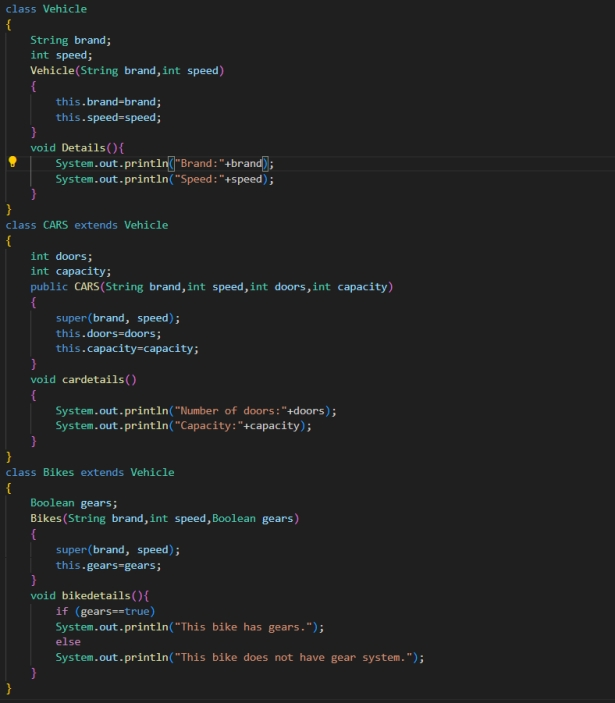 class Vehicle
{
    String brand;
    int speed;
    Vehicle(String brand,int speed)
    {
        this.brand=brand;
        this.speed=speed;
    }
    void Details(){
        System.out.println("Brand:"+brand);
        System.out.println("Speed:"+speed);
    }
}
class CARS extends Vehicle
{
    int doors;
    int capacity;
    public CARS(String brand,int speed,int doors,int capacity)
    {
        super(brand, speed);
        this.doors=doors;
        this.capacity=capacity;
    }
    void cardetails()
    {
        System.out.println("Number of doors:"+doors);
        System.out.println("Capacity:"+capacity);
    }
}
class Bikes extends Vehicle
{
    Boolean gears;
    Bikes(String brand,int speed,Boolean gears)
    {
        super(brand, speed);
        this.gears=gears;
    }
    void bikedetails(){
        if (gears==true)
        System.out.println("This bike has gears.");
        else
        System.out.println("This bike does not have gear system.");
    }
}